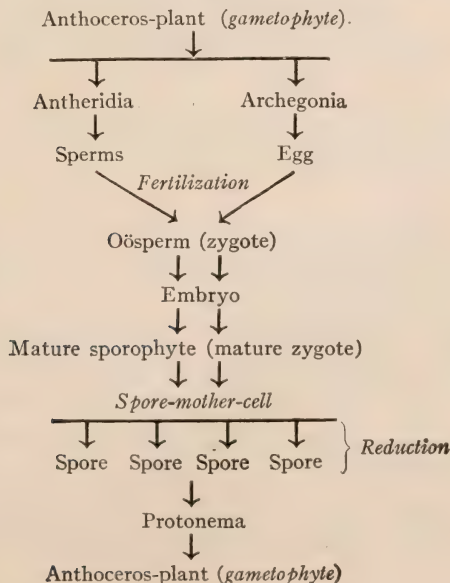 Anthoceros-plant (gametophyte).
Antheridia Archegonia
Sperms Egg
Fertilization
Oösperm (zygote)
Embryo
Mature sporophyte (mature zygote)
Spore-mother-cell
Spore Spore Spore Spore } Reduction
Protonema
Anthoceros-plant (gametophyte)